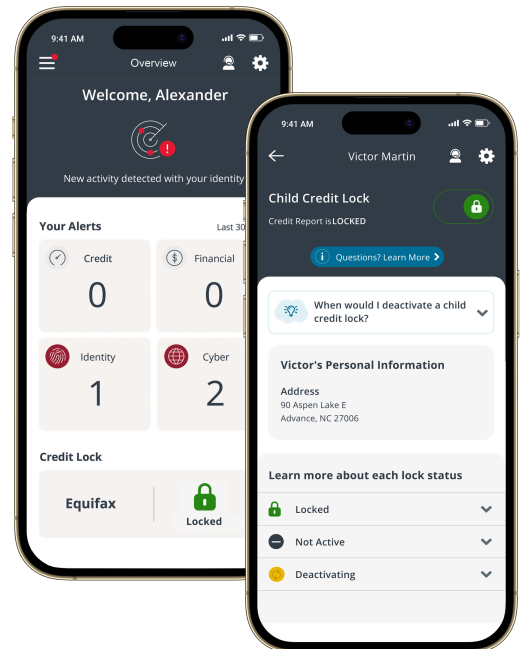 9:41 AM
Overview
Welcome, Alexander
!
New activity detected with your identity
Your Alerts
Last 30
Credit
0
$
Financial
0
Identity
1
Cyber
2
Credit Lock
Equifax
Locked
9:41 AM
Victor Martin
Child Credit Lock
Credit Report is LOCKED
i Questions? Learn More
When would I deactivate a child
credit lock?
Victor's Personal Information
Address
90 Aspen Lake E
Advance, NC 27006
Learn more about each lock status
Locked
Not Active
Deactivating